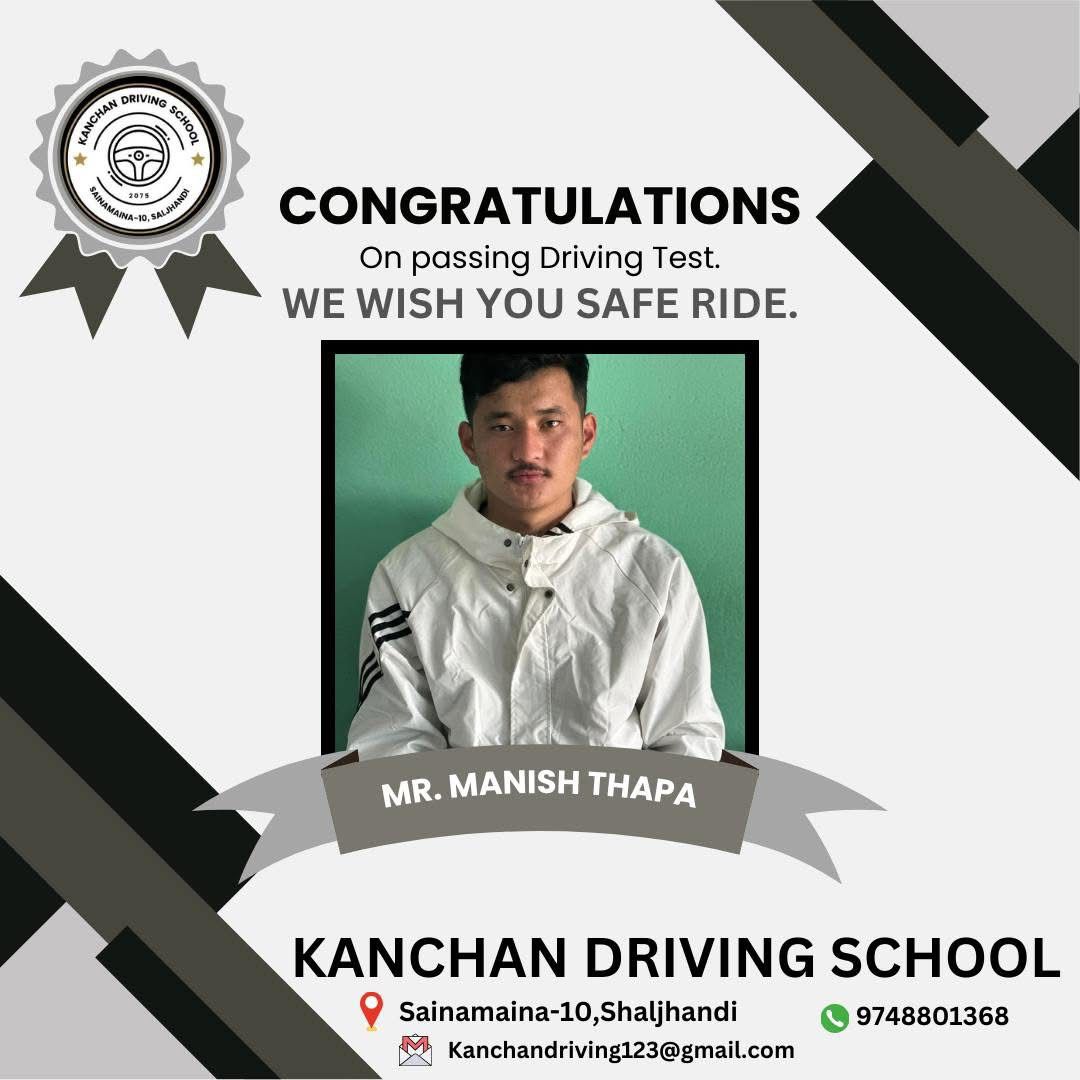 KANCHAN DRIVING SCHOOL
2075
SAINAMAINA-10, SALJHANDI
CONGRATULATIONS
On passing Driving Test.
WE WISH YOU SAFE RIDE.
MR. MANISH THAPA
KANCHAN DRIVING SCHOOL
Sainamaina-10,Shaljhandi
9748801368
Kanchandriving123@gmail.com